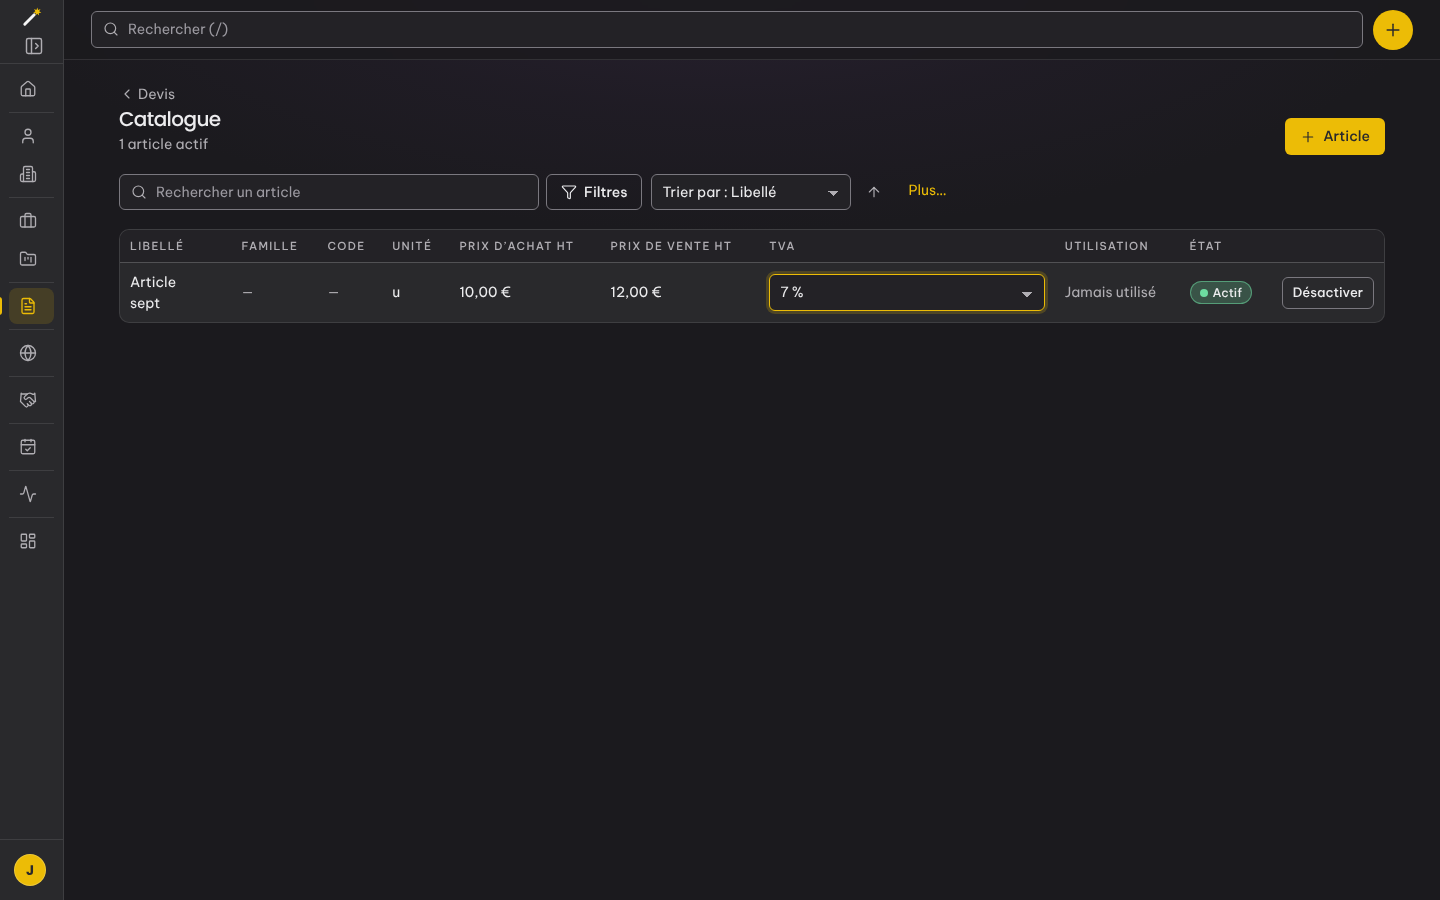 Rechercher (/)
Devis
Catalogue
1 article actif
Article
Rechercher un article
Filtres
Trier par : Libellé
Plus…
LIBELLÉ FAMILLE CODE UNITÉ PRIX D’ACHAT HT PRIX DE VENTE HT TVA UTILISATION ÉTAT
Article sept — — u 10,00 € 12,00 € 7 % Jamais utilisé Actif Désactiver
J